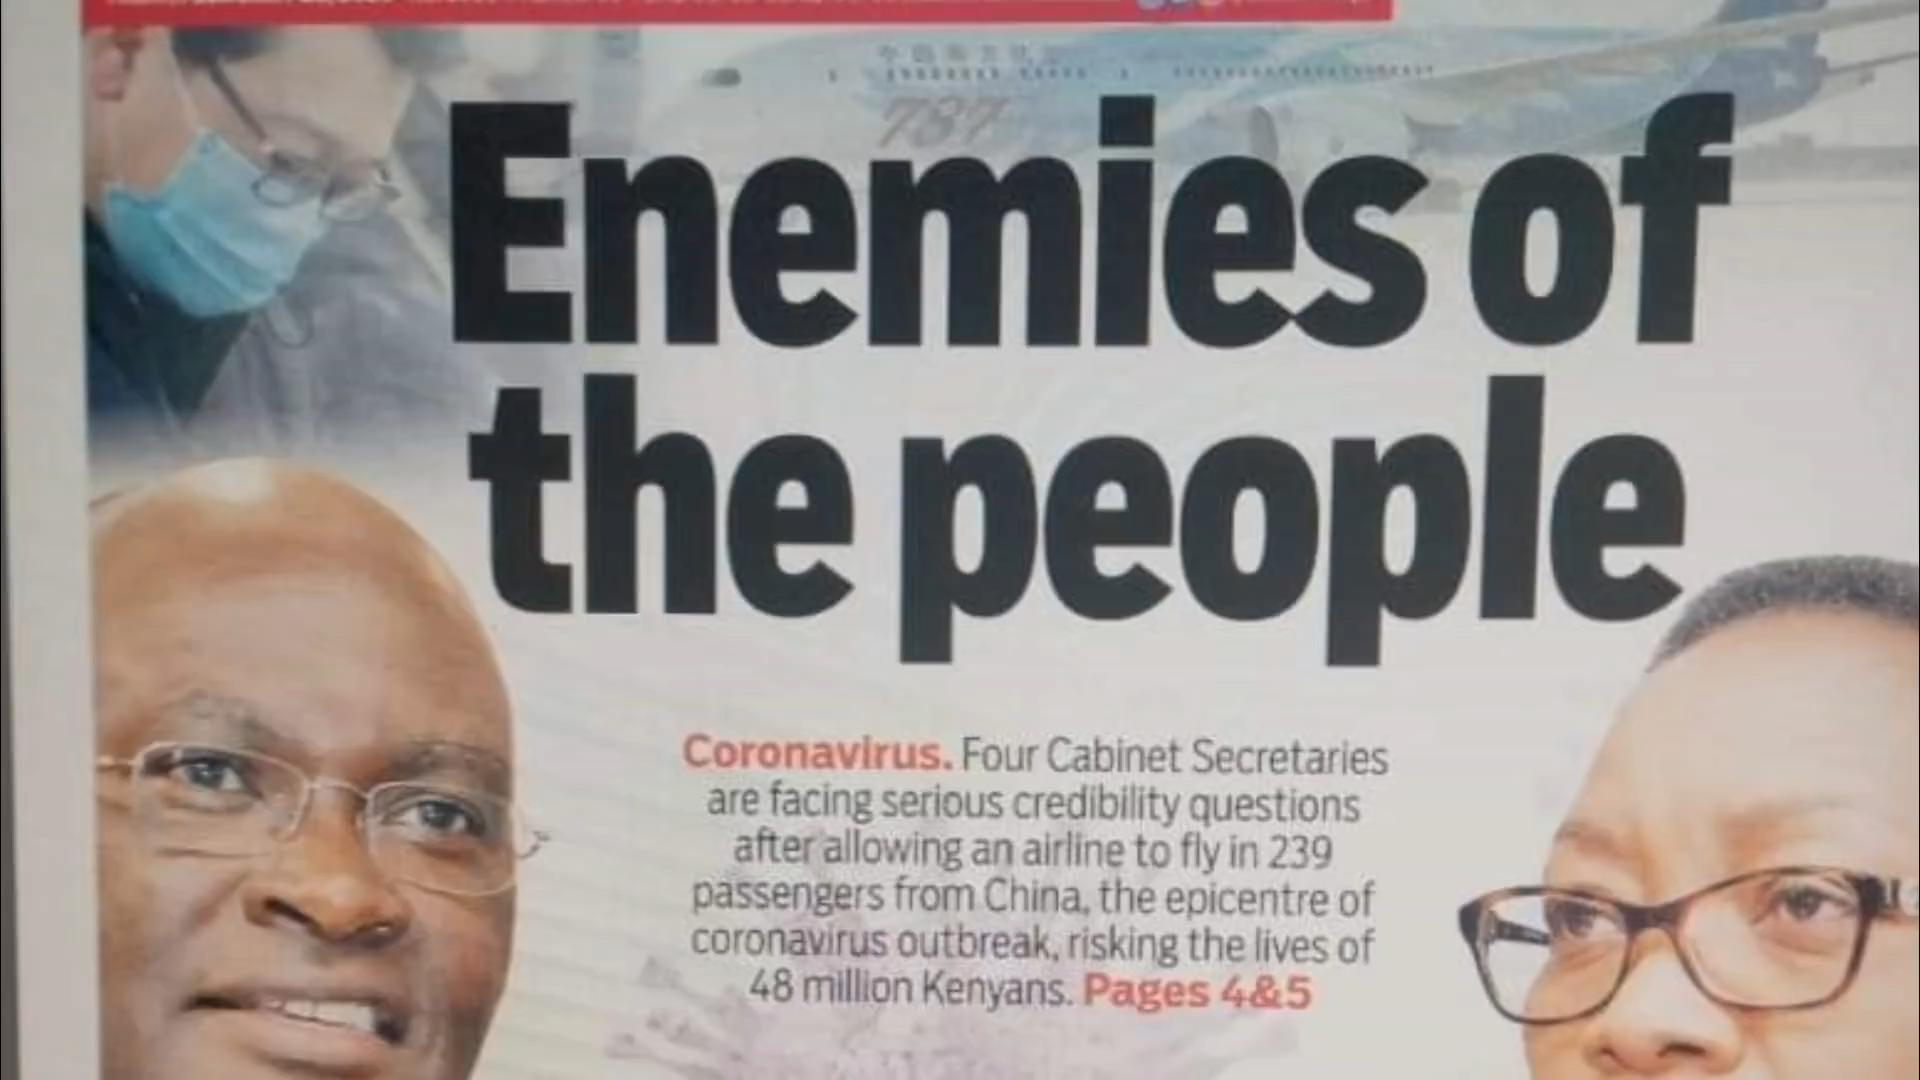 737
Enemies of
the people
Coronavirus. Four Cabinet Secretaries
are facing serious credibility questions
after allowing an airline to fly in 239
passengers from China, the epicentre of
coronavirus outbreak, risking the lives of
48 million Kenyans. Pages 4&5